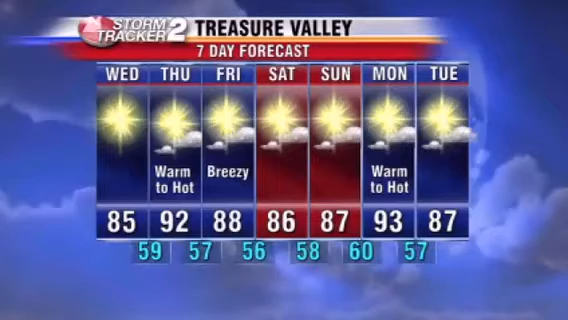 STORM
TRACKER 2
TREASURE VALLEY
7 DAY FORECAST
WED THU FRI SAT SUN MON TUE
Warm to Hot
Breezy
Warm to Hot
85 92 88 86 87 93 87
59 57 56 58 60 57